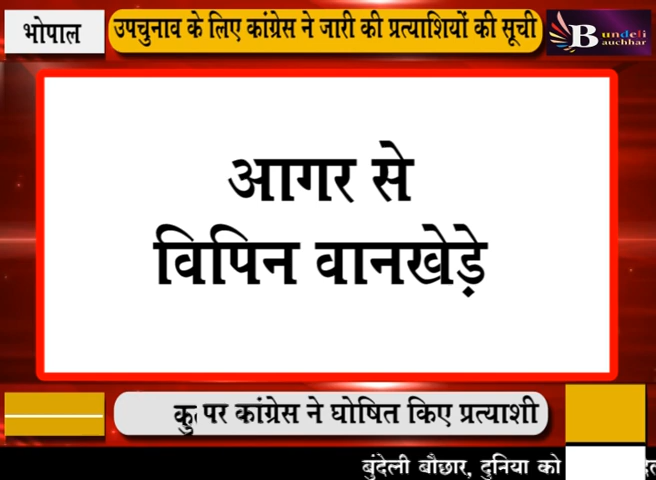 भोपाल
उपचुनाव के लिए कांग्रेस ने जारी की प्रत्याशियों की सूची
Bundeli
Bauchhar
आगर से
विपिन वानखेड़े
पर कांग्रेस ने घोषित किए प्रत्याशी
बुंदेली बौछार, दुनिया को